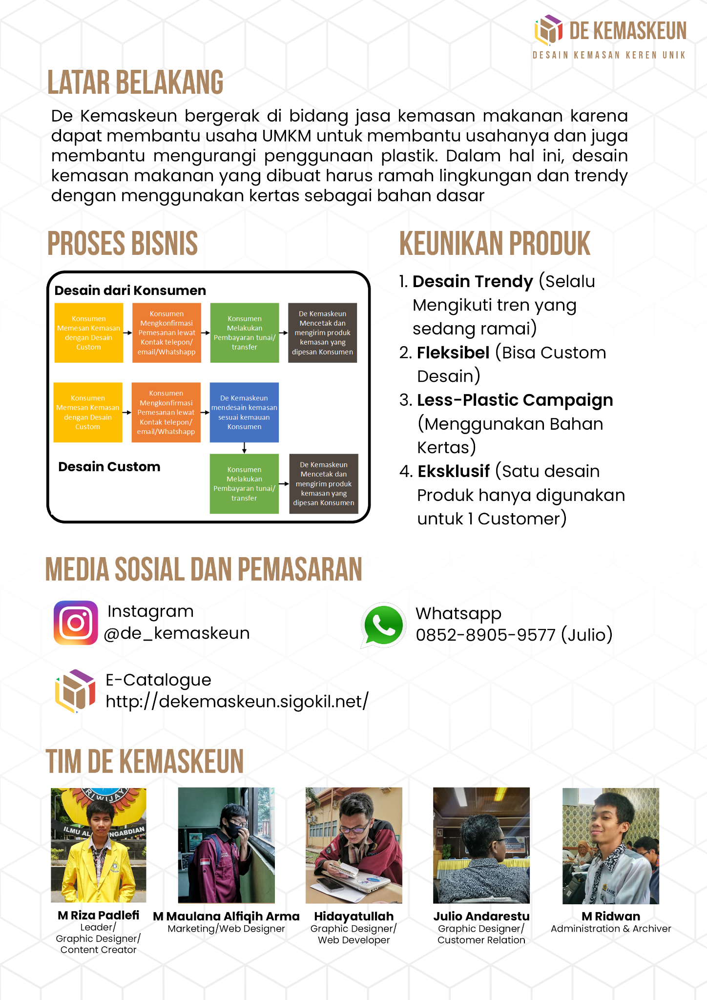 DE KEMASKEUN
DESAIN KEMASAN KEREN UNIK
LATAR BELAKANG
De Kemaskeun bergerak di bidang jasa kemasan makanan karena
dapat membantu usaha UMKM untuk membantu usahanya dan juga
membantu mengurangi penggunaan plastik. Dalam hal ini, desain
kemasan makanan yang dibuat harus ramah lingkungan dan trendy
dengan menggunakan kertas sebagai bahan dasar
PROSES BISNIS
Desain dari Konsumen
Konsumen
Memesan Kemasan
dengan Desain
Custom
Konsumen
Mengkonfirmasi
Pemesanan lewat
Kontak telepon/
email/Whatshapp
Konsumen
Melakukan
Pembayaran tunai/
transfer
De Kemaskeun
Mencetak dan
mengirim produk
kemasan yang
dipesan Konsumen
Konsumen
Memesan Kemasan
dengan Desain
Custom
Konsumen
Mengkonfirmasi
Pemesanan lewat
Kontak telepon/
email/Whatshapp
De Kemaskeun
mendesain kemasan
sesuai kemauan
Konsumen
Desain Custom
Konsumen
Melakukan
Pembayaran tunai/
transfer
De Kemaskeun
Mencetak dan
mengirim produk
kemasan yang
dipesan Konsumen
KEUNIKAN PRODUK
1. Desain Trendy (Selalu
Mengikuti tren yang
sedang ramai)
2. Fleksibel (Bisa Custom
Desain)
3. Less-Plastic Campaign
(Menggunakan Bahan
Kertas)
4. Eksklusif (Satu desain
Produk hanya digunakan
untuk 1 Customer)
MEDIA SOSIAL DAN PEMASARAN
Instagram
@de_kemaskeun
Whatsapp
0852-8905-9577 (Julio)
E-Catalogue
http://dekemaskeun.sigokil.net/
TIM DE KEMASKEUN
RIWIJAY
ILMU AL
NGABDIAN
M Riza Padlefi
Leader/
Graphic Designer/
Content Creator
M Maulana Alfiqih Arma
Marketing/Web Designer
Hidayatullah
Graphic Designer/
Web Developer
Julio Andarestu
Graphic Designer/
Customer Relation
M Ridwan
Administration & Archiver